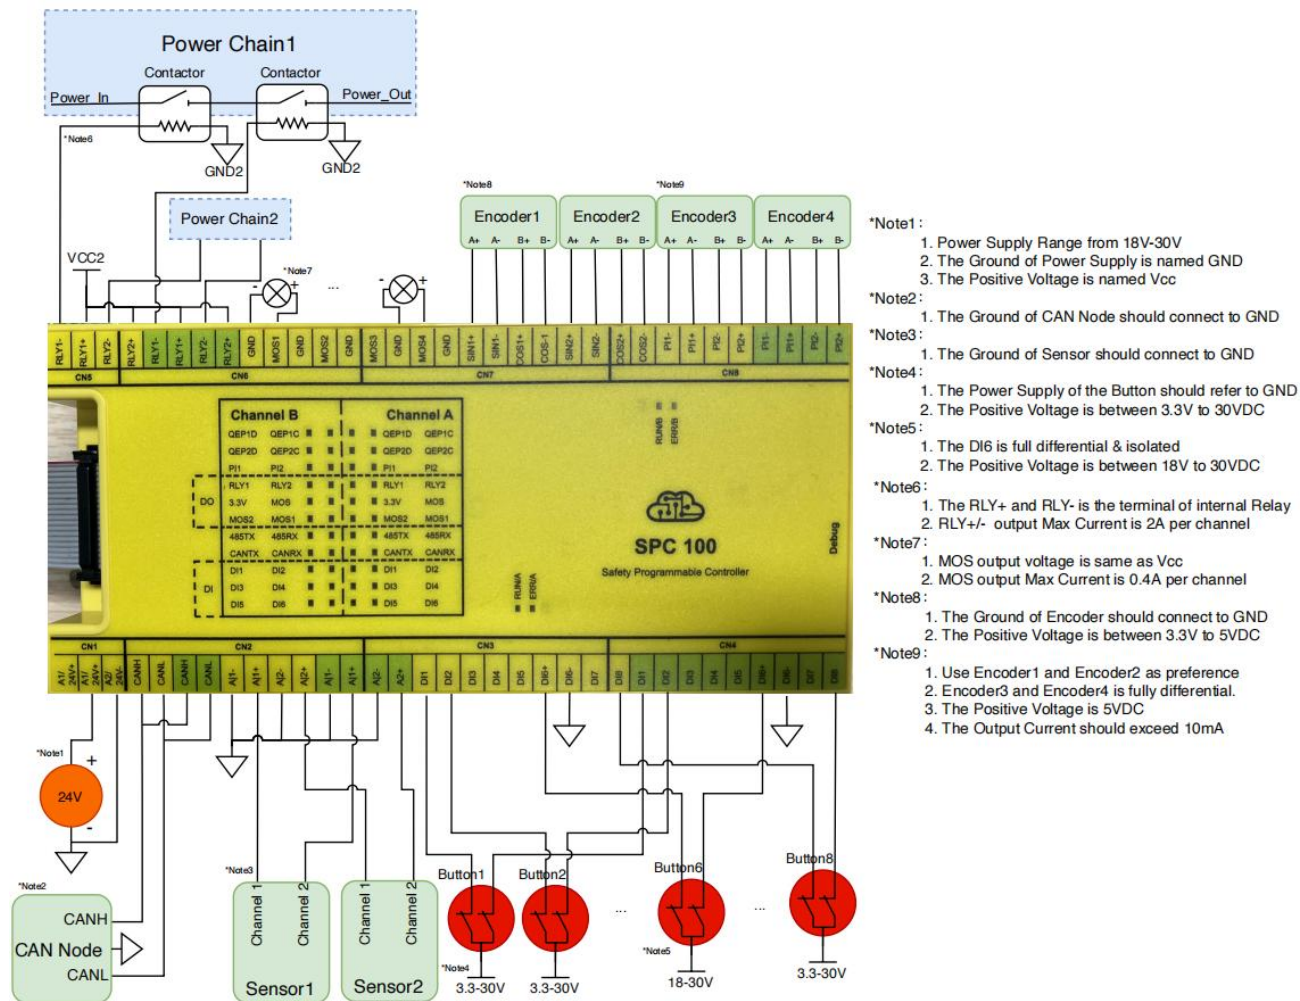 Power Chain1
Contactor
Contactor
Power_In
Power_Out
*Note6
GND2
GND2
Power Chain2
VCC2
*Note7
-
+
...
-
+
*Note8
*Note9
Encoder1
Encoder2
Encoder3
Encoder4
A+ A- B+ B-
A+ A- B+ B-
A+ A- B+ B-
A+ A- B+ B-
RLY1- RLY1+ RLY2- RLY2+ RLY1- RLY1+ RLY2- RLY2+ GND MOS1 GND MOS2 GND MOS3 GND MOS4 SIN1+ SIN1- COS1+ COS-1 SIN2+ SIN2- COS2+ COS2- PI1- PI1+ PI2- PI2+ PI1- PI1+ PI2- PI2+
CN5
CN6
CN7
CN8
Channel B
Channel A
QEP1D QEP1C QEP1D QEP1C
QEP2D QEP2C QEP2D QEP2C
PI1 PI2 PI1 PI2
RLY1 RLY2 RLY1 RLY2
DO
3.3V MOS 3.3V MOS
MOS2 MOS1 MOS2 MOS1
485TX 485RX 485TX 485RX
CANTX CANRX CANTX CANRX
DI1 DI2 DI1 DI2
DI
DI3 DI4 DI3 DI4
DI5 DI6 DI5 DI6
RUN/B
ERR/B
RUN/A
ERR/A
SPC 100
Safety Programmable Controller
Debug
CN1
CN2
CN3
CN4
A1/ 24V+ A1/ 24V+ A2/ 24V- CANH CANL CANH CANL AI1- AI1+ AI2- AI2+ AI1- AI1+ AI2- A2+ DI1 DI2 DI3 DI4 DI5 DI6+ DI6- DI7 DI8 DI1 DI2 DI3 DI4 DI5 DI6+ DI6- DI7 DI8
*Note1
+
24V
-
*Note2
CANH
CAN Node
CANL
*Note3
Channel 1
Channel 2
Sensor1
Channel 1
Channel 2
Sensor2
Button1
Button2
Button6
Button8
...
...
*Note4
*Note5
3.3-30V
3.3-30V
18-30V
3.3-30V
*Note1:
1. Power Supply Range from 18V-30V
2. The Ground of Power Supply is named GND
3. The Positive Voltage is named Vcc
*Note2:
1. The Ground of CAN Node should connect to GND
*Note3:
1. The Ground of Sensor should connect to GND
*Note4:
1. The Power Supply of the Button should refer to GND
2. The Positive Voltage is between 3.3V to 30VDC
*Note5:
1. The DI6 is full differential & isolated
2. The Positive Voltage is between 18V to 30VDC
*Note6:
1. The RLY+ and RLY- is the terminal of internal Relay
2. RLY+/- output Max Current is 2A per channel
*Note7:
1. MOS output voltage is same as Vcc
2. MOS output Max Current is 0.4A per channel
*Note8:
1. The Ground of Encoder should connect to GND
2. The Positive Voltage is between 3.3V to 5VDC
*Note9:
1. Use Encoder1 and Encoder2 as preference
2. Encoder3 and Encoder4 is fully differential.
3. The Positive Voltage is 5VDC
4. The Output Current should exceed 10mA